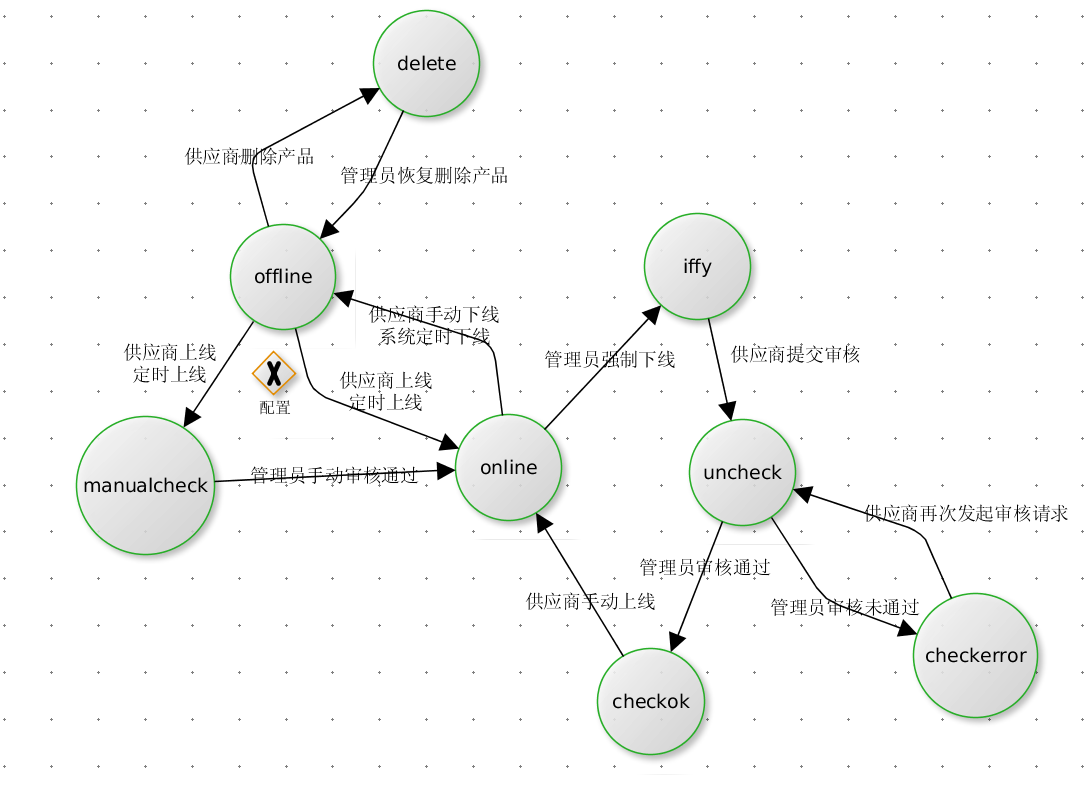 delete
供应商删除产品
管理员恢复删除产品
offline
iffy
供应商手动下线
系统定时下线
供应商上线
定时上线
管理员强制下线
供应商提交审核
配置
供应商上线
定时上线
manualcheck
管理员手动审核通过
online
uncheck
供应商再次发起审核请求
管理员审核通过
供应商手动上线
管理员审核未通过
checkerror
checkok